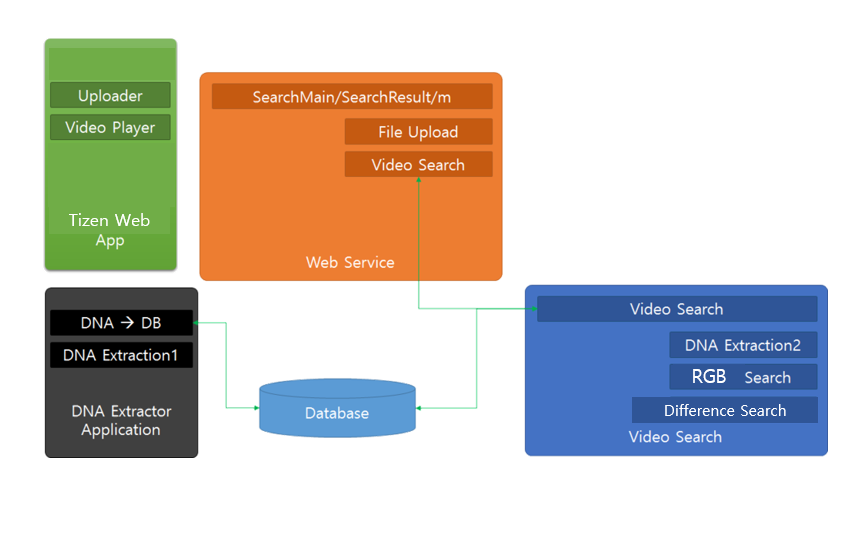 Uploader
Video Player
Tizen Web
App
SearchMain/SearchResult/m
File Upload
Video Search
Web Service
DNA → DB
DNA Extraction1
DNA Extractor
Application
Database
Video Search
DNA Extraction2
RGB Search
Difference Search
Video Search